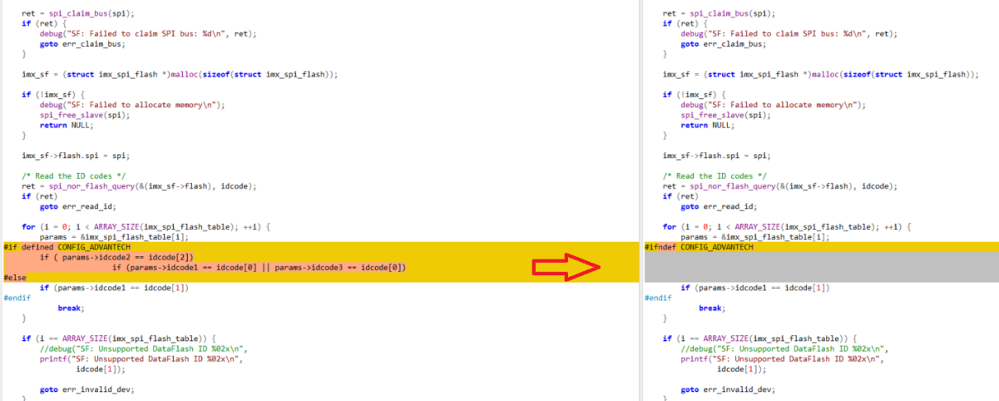 ret = spi_claim_bus(spi);
if (ret) {
debug("SF: Failed to claim SPI bus: %d\n", ret);
goto err_claim_bus;
}
imx_sf = (struct imx_spi_flash *)malloc(sizeof(struct imx_spi_flash));
if (!imx_sf) {
debug("SF: Failed to allocate memory\n");
spi_free_slave(spi);
return NULL;
}
imx_sf->flash.spi = spi;
/* Read the ID codes */
ret = spi_nor_flash_query(&(imx_sf->flash), idcode);
if (ret)
goto err_read_id;
for (i = 0; i < ARRAY_SIZE(imx_spi_flash_table); ++i) {
params = &imx_spi_flash_table[i];
#if defined CONFIG_ADVANTECH
if ( params->idcode2 == idcode[2])
if (params->idcode1 == idcode[0] || params->idcode3 == idcode[0])
#else
if (params->idcode1 == idcode[1])
#endif
break;
}
if (i == ARRAY_SIZE(imx_spi_flash_table)) {
//debug("SF: Unsupported DataFlash ID %02x\n",
printf("SF: Unsupported DataFlash ID %02x\n",
idcode[1]);
goto err_invalid_dev;
}
ret = spi_claim_bus(spi);
if (ret) {
debug("SF: Failed to claim SPI bus: %d\n", ret);
goto err_claim_bus;
}
imx_sf = (struct imx_spi_flash *)malloc(sizeof(struct imx_spi_flash));
if (!imx_sf) {
debug("SF: Failed to allocate memory\n");
spi_free_slave(spi);
return NULL;
}
imx_sf->flash.spi = spi;
/* Read the ID codes */
ret = spi_nor_flash_query(&(imx_sf->flash), idcode);
if (ret)
goto err_read_id;
for (i = 0; i < ARRAY_SIZE(imx_spi_flash_table); ++i) {
params = &imx_spi_flash_table[i];
#ifndef CONFIG_ADVANTECH
if (params->idcode1 == idcode[1])
#endif
break;
}
if (i == ARRAY_SIZE(imx_spi_flash_table)) {
//debug("SF: Unsupported DataFlash ID %02x\n",
printf("SF: Unsupported DataFlash ID %02x\n",
idcode[1]);
goto err_invalid_dev;
}